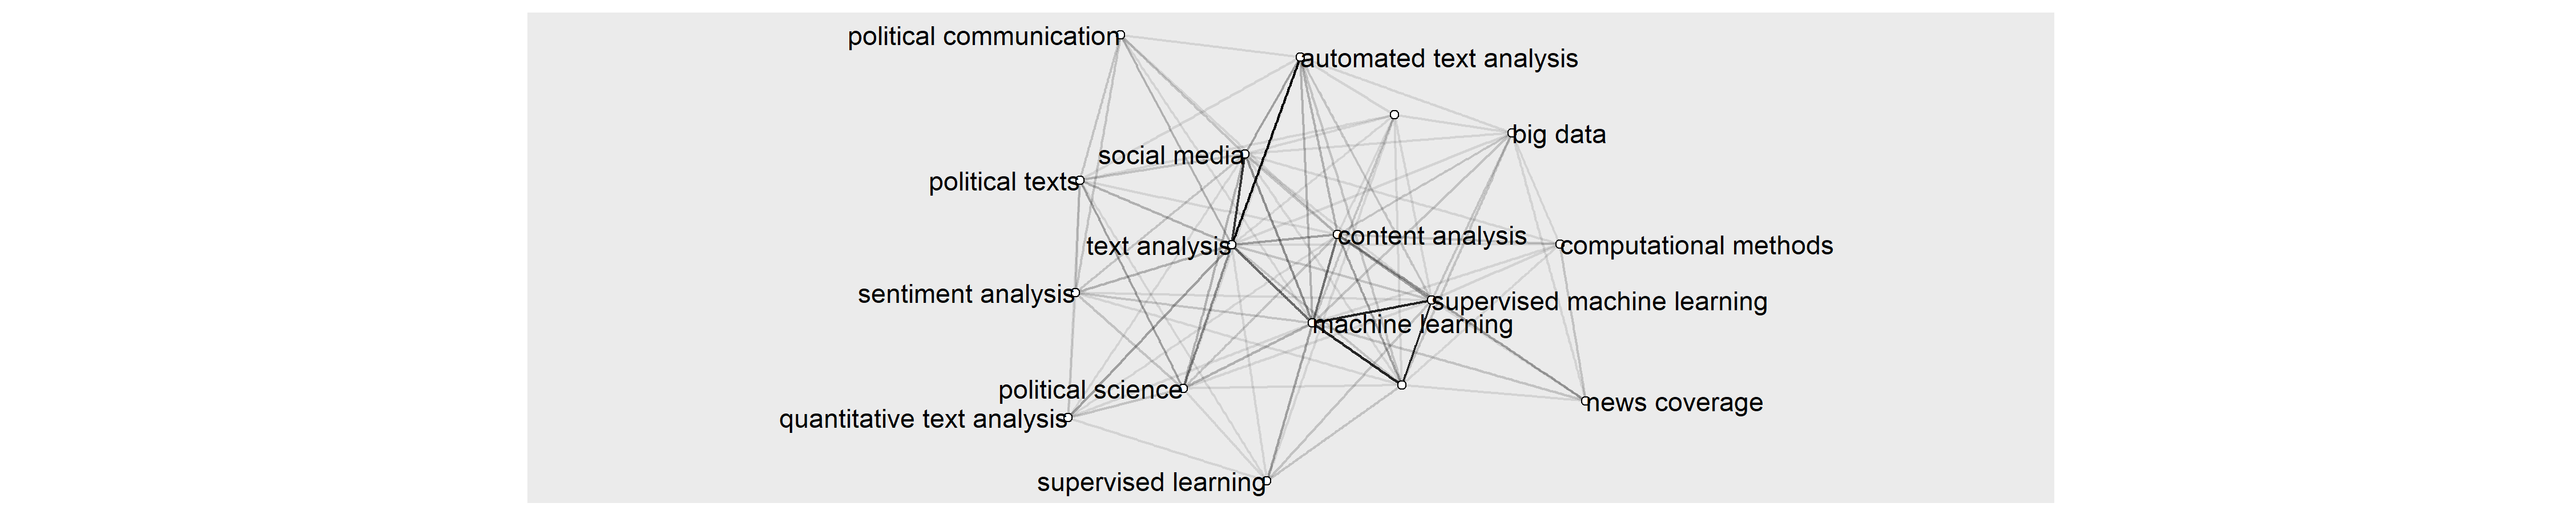 political communication
automated text analysis
big data
social media
political texts
content analysis
text analysis
computational methods
sentiment analysis
supervised machine learning
machine learning
political science
news coverage
quantitative text analysis
supervised learning